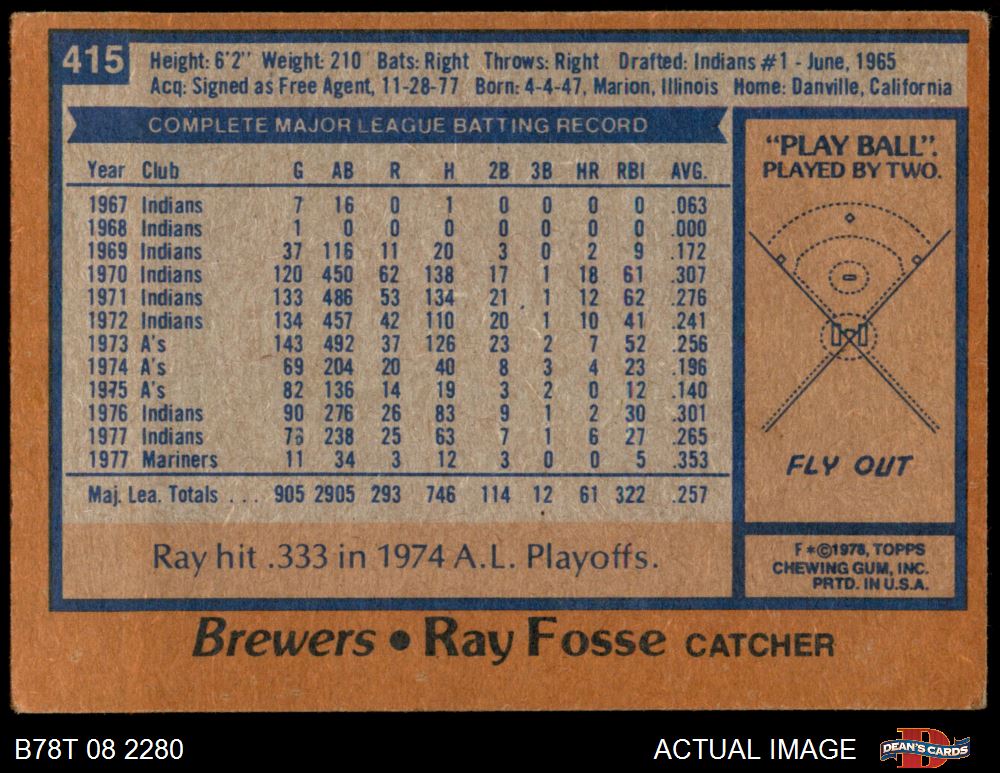 415
Height: 6'2" Weight: 210 Bats: Right Throws: Right Drafted: Indians #1 - June, 1965
Acq: Signed as Free Agent, 11-28-77 Born: 4-4-47, Marion, Illinois Home: Danville, California
COMPLETE MAJOR LEAGUE BATTING RECORD
Year Club G AB R H 2B 3B HR RBI AVG.
1967 Indians 7 16 0 1 0 0 0 0 .063
1968 Indians 1 0 0 0 0 0 0 0 .000
1969 Indians 37 116 11 20 3 0 2 9 .172
1970 Indians 120 450 62 138 17 1 18 61 .307
1971 Indians 133 486 53 134 21 1 12 62 .276
1972 Indians 134 457 42 110 20 1 10 41 .241
1973 A's 143 492 37 126 23 2 7 52 .256
1974 A's 69 204 20 40 8 3 4 23 .196
1975 A's 82 136 14 19 3 2 0 12 .140
1976 Indians 90 276 26 83 9 1 2 30 .301
1977 Indians 238 25 63 7 1 6 27 .265
1977 Mariners 11 34 3 12 3 0 0 5 .353
Maj. Lea. Totals . . . 905 2905 293 746 114 12 61 322 .257
Ray hit .333 in 1974 A.L. Playoffs.
"PLAY BALL".
PLAYED BY TWO.
FLY OUT
F*©1978, TOPPS
CHEWING GUM, INC.
PRTD. IN U.S.A.
Brewers • Ray Fosse CATCHER
B78T 08 2280
ACTUAL IMAGE
DEAN'S CARDS